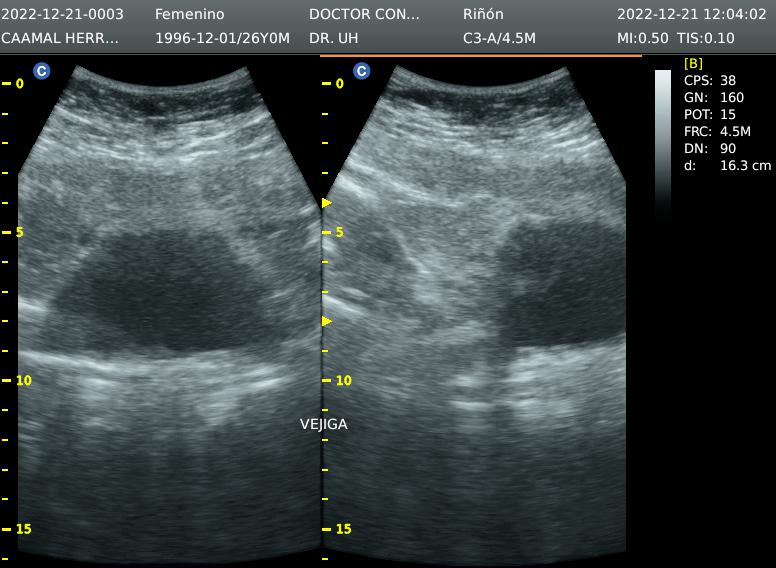 2022-12-21-0003 Femenino DOCTOR CON... Riñón 2022-12-21 12:04:02
CAAMAL HERR... 1996-12-01/26Y0M DR. UH C3-A/4.5M MI:0.50 TIS:0.10
C C [B]
0 0 CPS: 38
GN: 160
POT: 15
FRC: 4.5M
DN: 90
d: 16.3 cm
5 5
10 10
VEJIGA
15 15